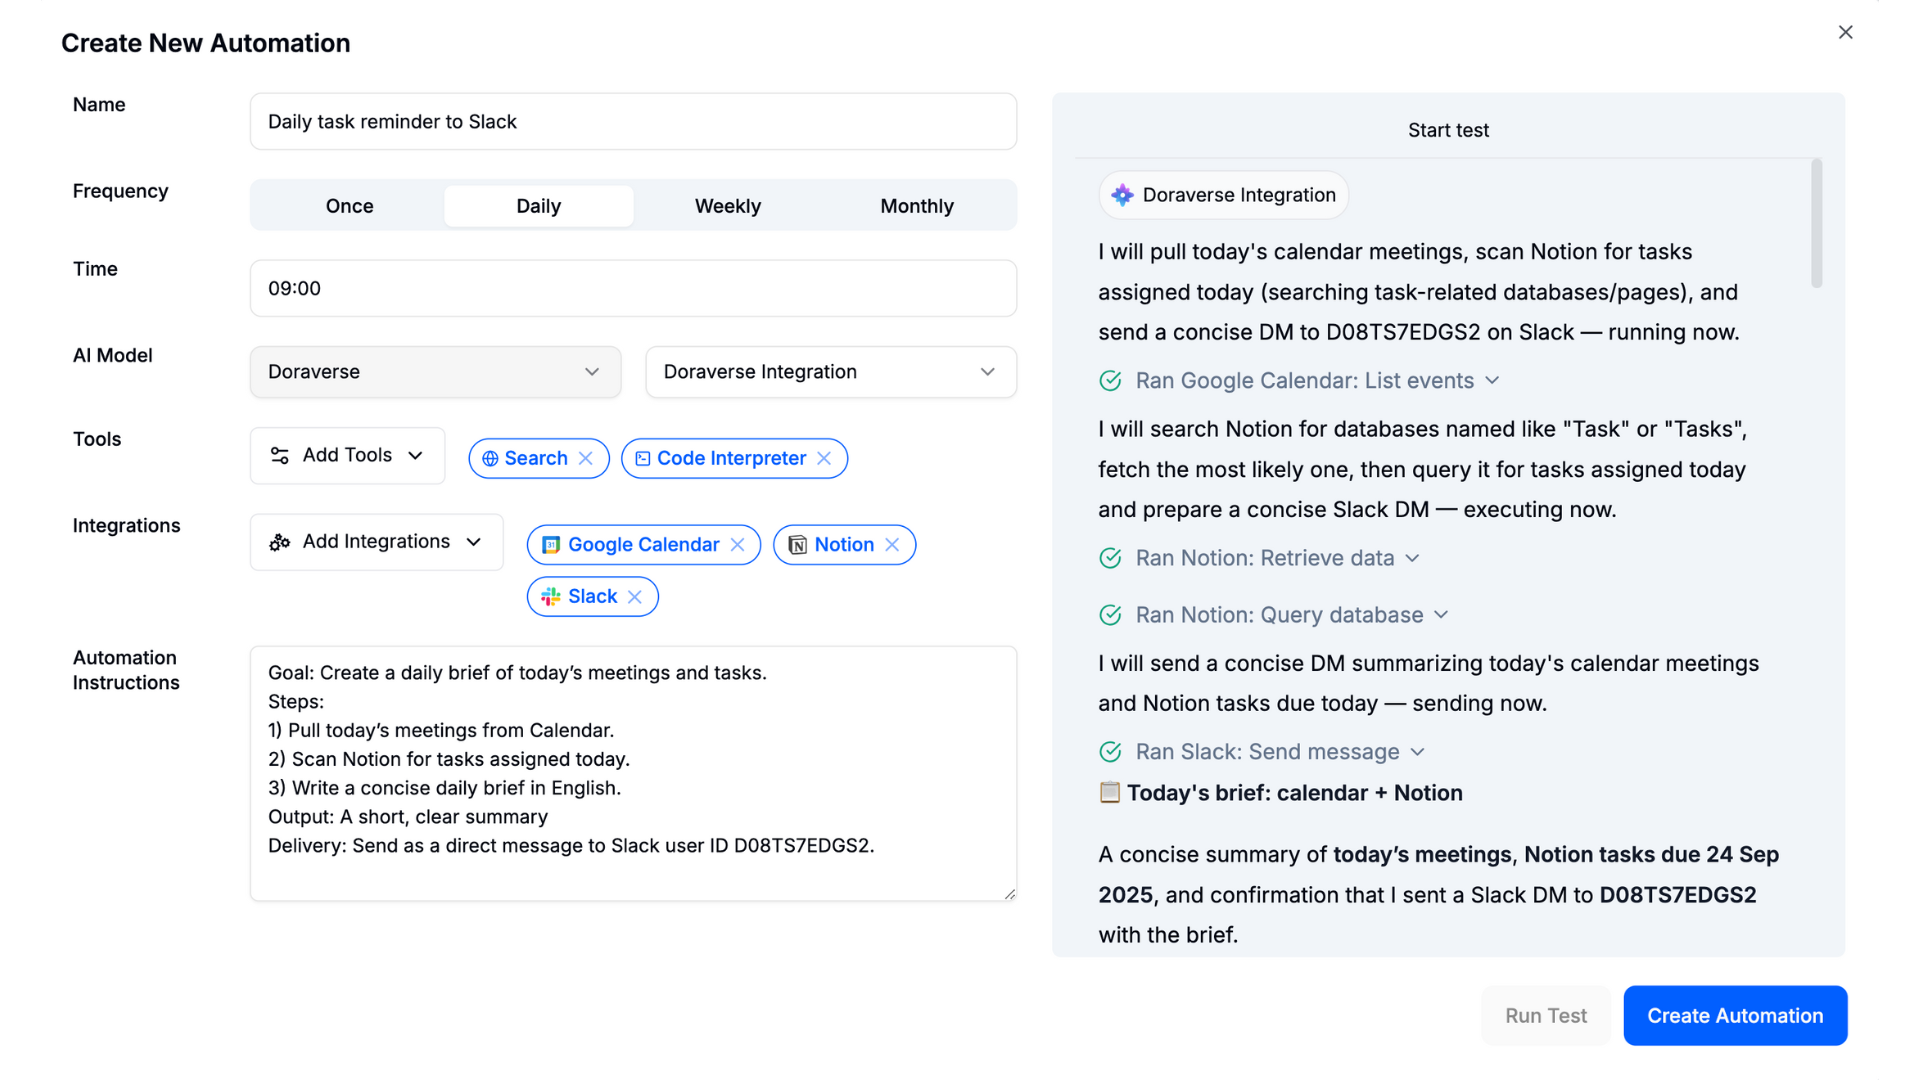 Create New Automation
Name
Daily task reminder to Slack
Frequency
Once
Daily
Weekly
Monthly
Time
09:00
AI Model
Doraverse
Doraverse Integration
Tools
Add Tools
Search
Code Interpreter
Integrations
Add Integrations
31
Google Calendar
Notion
Slack
Automation
Instructions
Goal: Create a daily brief of today’s meetings and tasks.
Steps:
1) Pull today’s meetings from Calendar.
2) Scan Notion for tasks assigned today.
3) Write a concise daily brief in English.
Output: A short, clear summary
Delivery: Send as a direct message to Slack user ID D08TS7EDGS2.
Start test
Doraverse Integration
I will pull today's calendar meetings, scan Notion for tasks
assigned today (searching task-related databases/pages), and
send a concise DM to D08TS7EDGS2 on Slack — running now.
Ran Google Calendar: List events
I will search Notion for databases named like "Task" or "Tasks",
fetch the most likely one, then query it for tasks assigned today
and prepare a concise Slack DM — executing now.
Ran Notion: Retrieve data
Ran Notion: Query database
I will send a concise DM summarizing today's calendar meetings
and Notion tasks due today — sending now.
Ran Slack: Send message
Today's brief: calendar + Notion
A concise summary of today’s meetings, Notion tasks due 24 Sep
2025, and confirmation that I sent a Slack DM to D08TS7EDGS2
with the brief.
Run Test
Create Automation